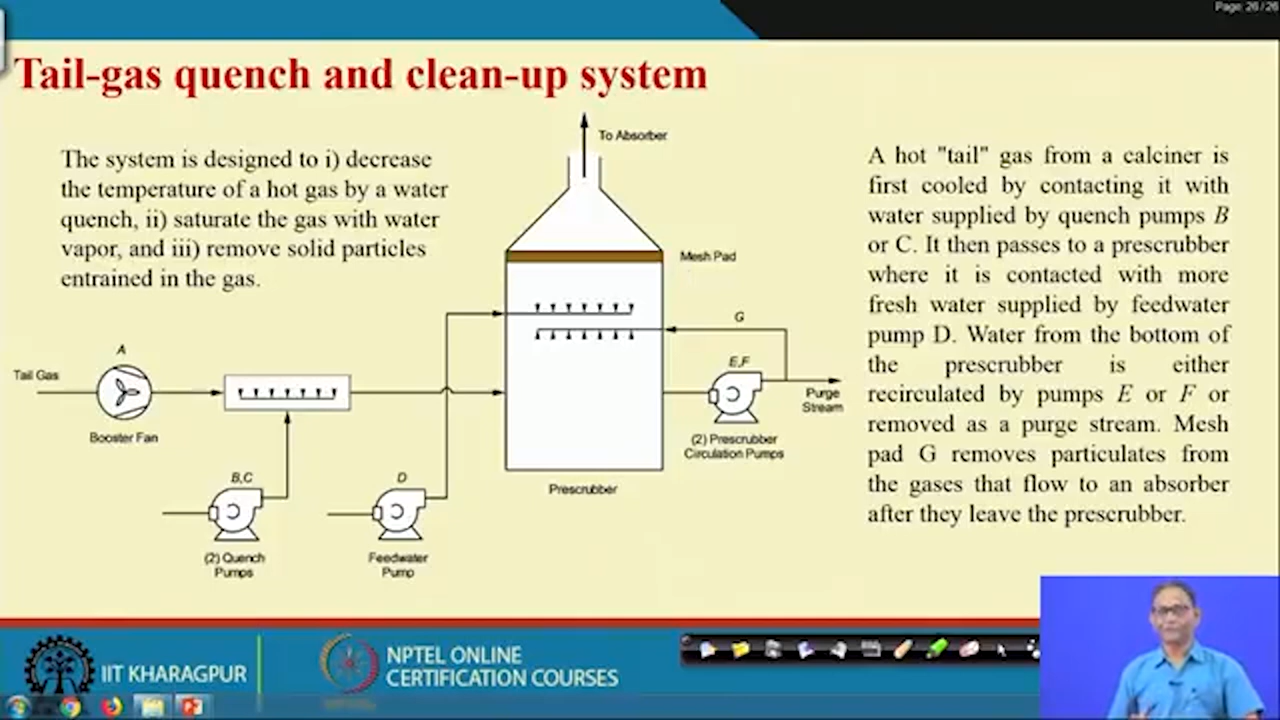 Page: 26 / 26
Tail-gas quench and clean-up system
The system is designed to i) decrease
the temperature of a hot gas by a water
quench, ii) saturate the gas with water
vapor, and iii) remove solid particles
entrained in the gas.
To Absorber
Mesh Pad
G
A
Tail Gas
Booster Fan
E,F
Purge
Stream
(2) Prescrubber
Circulation Pumps
Prescrubber
B,C
(2) Quench
Pumps
D
Feedwater
Pump
A hot "tail" gas from a calciner is
first cooled by contacting it with
water supplied by quench pumps B
or C. It then passes to a prescrubber
where it is contacted with more
fresh water supplied by feedwater
pump D. Water from the bottom of
the prescrubber is either
recirculated by pumps E or F or
removed as a purge stream. Mesh
pad G removes particulates from
the gases that flow to an absorber
after they leave the prescrubber.
IIT KHARAGPUR
NPTEL ONLINE
CERTIFICATION COURSES